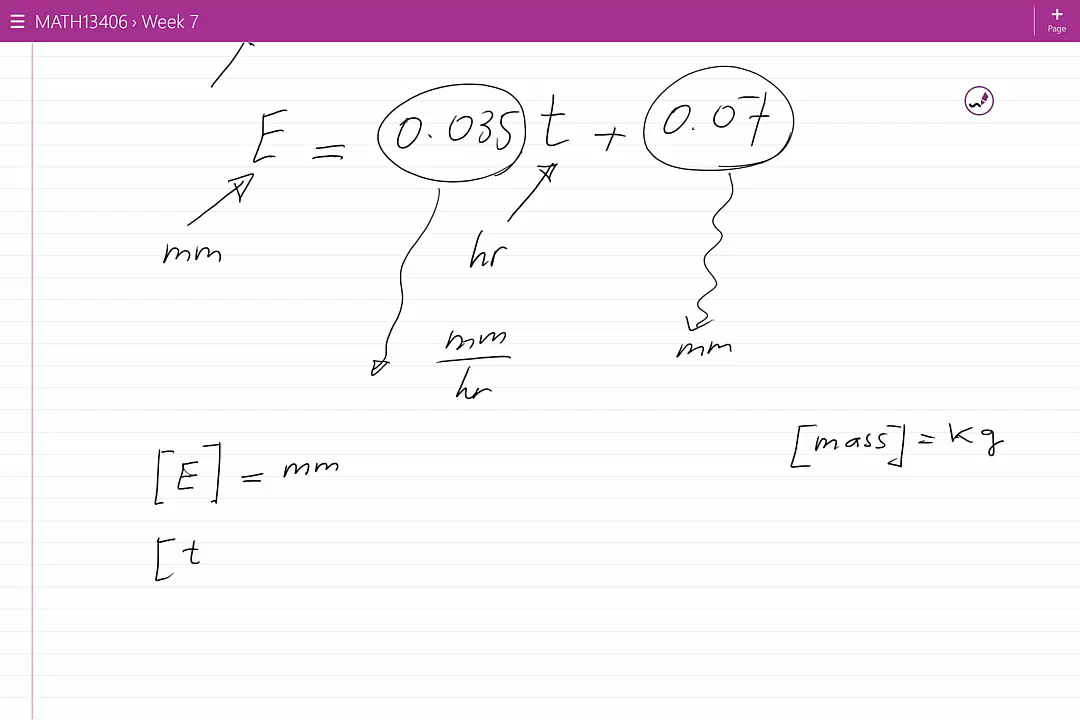 MATH13406 › Week 7
+
Page
E = 0.035 t + 0.07
mm
hr
mm
hr
mm
[E] = mm
[mass] = kg
[t